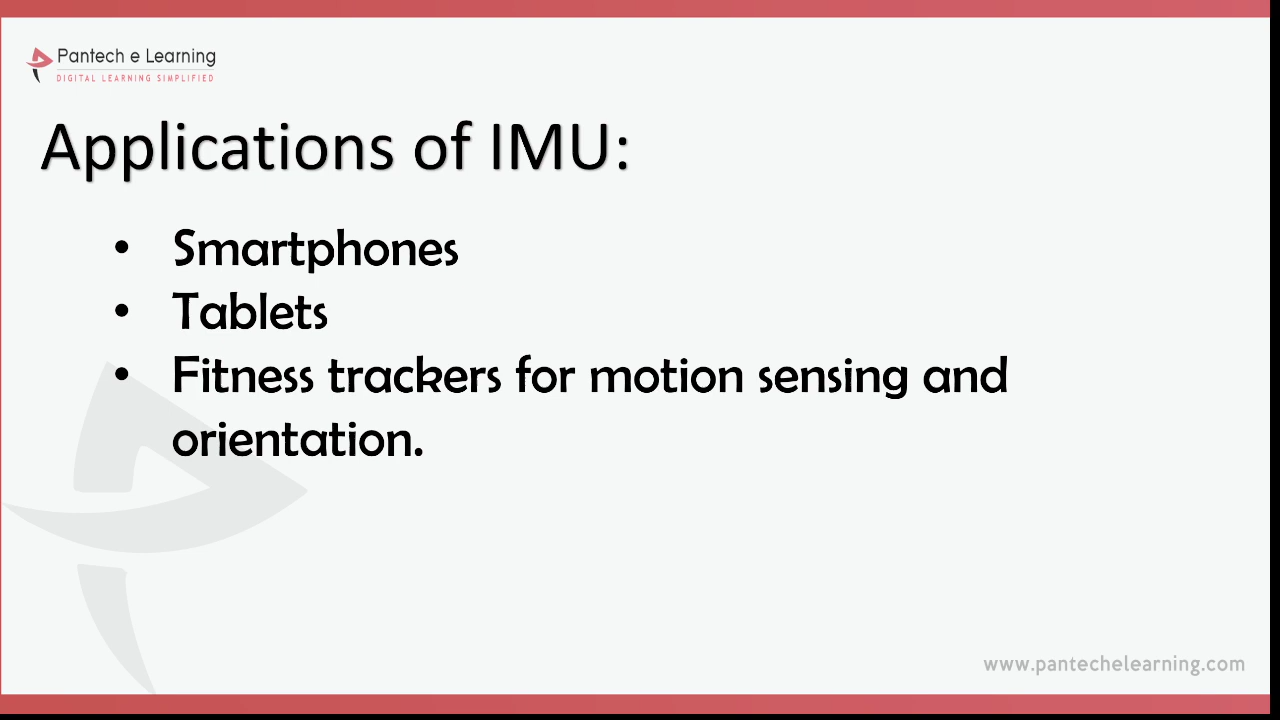 Pantech e Learning
DIGITAL LEARNING SIMPLIFIED
Applications of IMU:
• Smartphones
• Tablets
• Fitness trackers for motion sensing and
orientation.
www.pantechelearning.com